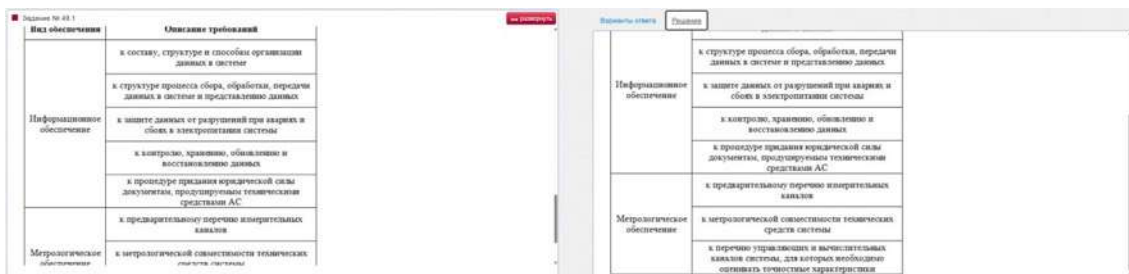 Задание № 49.1
развернуть
Вид обеспечения Описание требований
к составу, структуре и способам организации
данных в системе
к структуре процесса сбора, обработки, передачи
данных в системе и представлению данных
Информационное
обеспечение
к защите данных от разрушений при авариях и
сбоях в электропитании системы
к контролю, хранению, обновлению и
восстановлению данных
к процедуре придания юридической силы
документам, продуцируемым техническими
средствами АС
к предварительному перечню измерительных
каналов
Метрологическое
обеспечение
к метрологической совместимости технических
средств системы
Варианты ответа Решение
к структуре процесса сбора, обработки, передачи
данных в системе и представлению данных
Информационное
обеспечение
к защите данных от разрушений при авариях и
сбоях в электропитании системы
к контролю, хранению, обновлению и
восстановлению данных
к процедуре придания юридической силы
документам, продуцируемым техническими
средствами АС
к предварительному перечню измерительных
каналов
Метрологическое
обеспечение
к метрологической совместимости технических
средств системы
к перечню управляющих и вычислительных
каналов системы, для которых необходимо
оценивать точностные характеристики